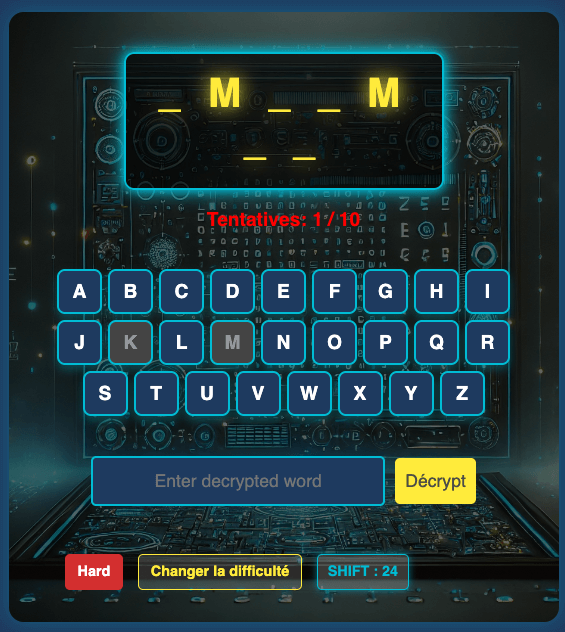 _ M _ _ M
_ _
Tentatives: 1 / 10
A B C D E F G H I
J K L M N O P Q R
S T U V W X Y Z
Enter decrypted word Décrypt
Hard Changer la difficulté SHIFT : 24